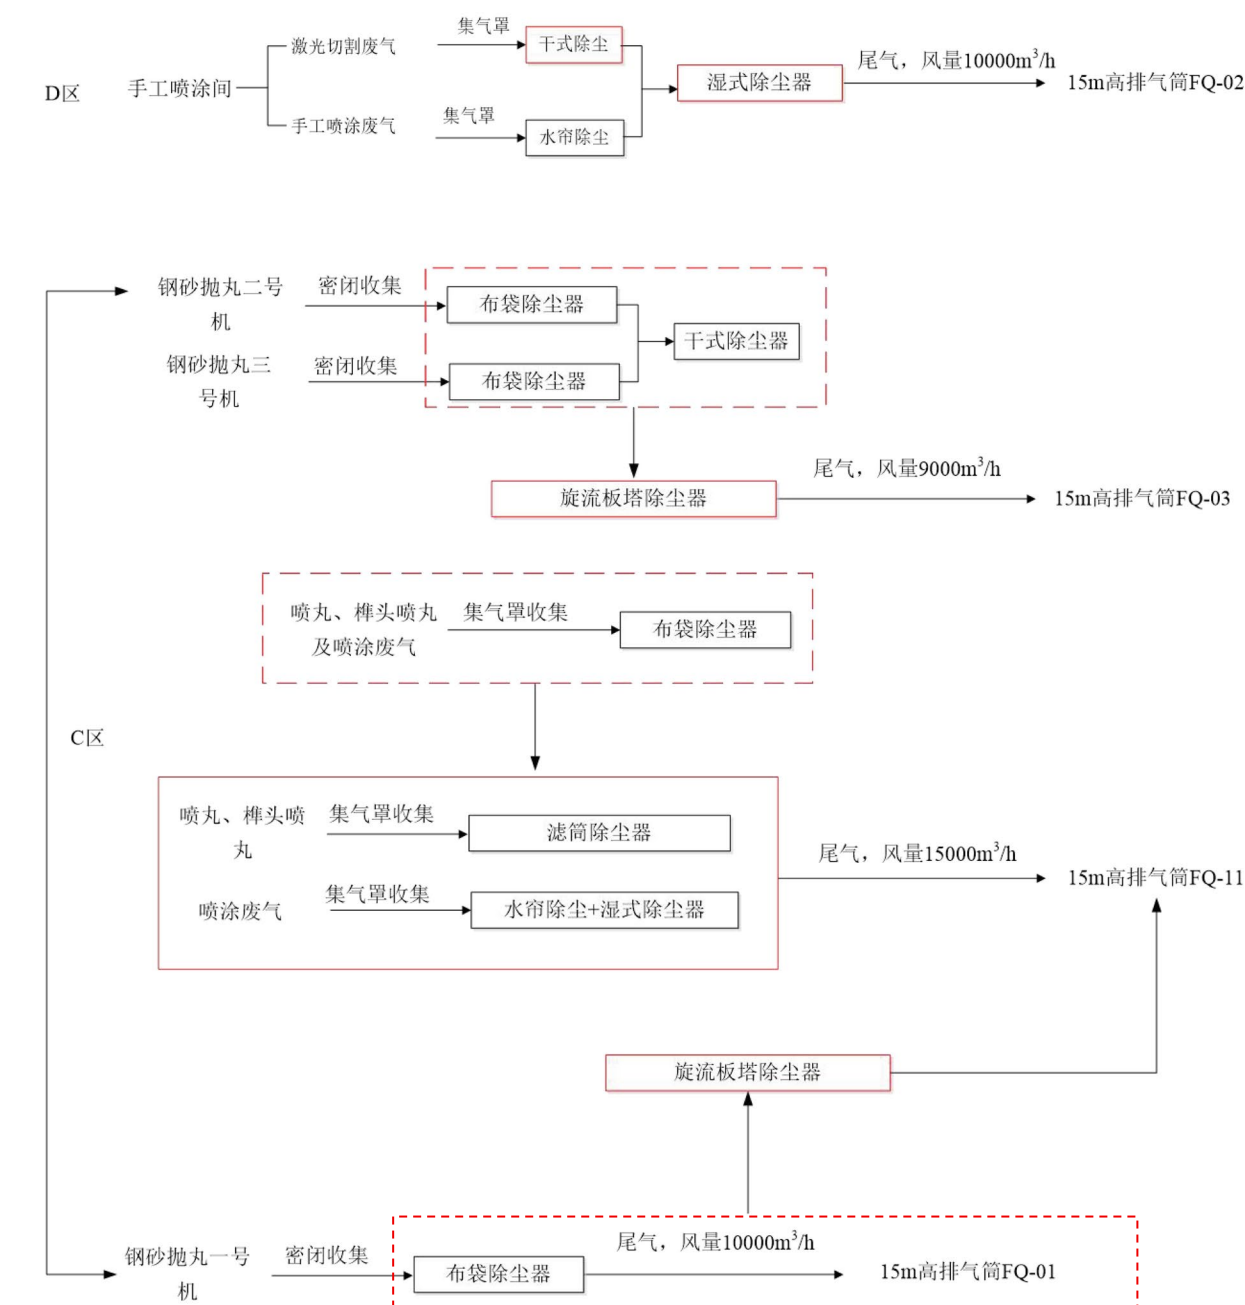 D区
手工喷涂间
激光切割废气
集气罩
干式除尘
手工喷涂废气
集气罩
水帘除尘
湿式除尘器
尾气，风量10000m³/h
15m高排气筒FQ-02
钢砂抛丸二号
机
密闭收集
布袋除尘器
钢砂抛丸三
号机
密闭收集
布袋除尘器
干式除尘器
旋流板塔除尘器
尾气，风量9000m³/h
15m高排气筒FQ-03
喷丸、榫头喷丸
及喷涂废气
集气罩收集
布袋除尘器
C区
喷丸、榫头喷
丸
集气罩收集
滤筒除尘器
喷涂废气
集气罩收集
水帘除尘+湿式除尘器
尾气，风量15000m³/h
15m高排气筒FQ-11
旋流板塔除尘器
钢砂抛丸一号
机
密闭收集
布袋除尘器
尾气，风量10000m³/h
15m高排气筒FQ-01